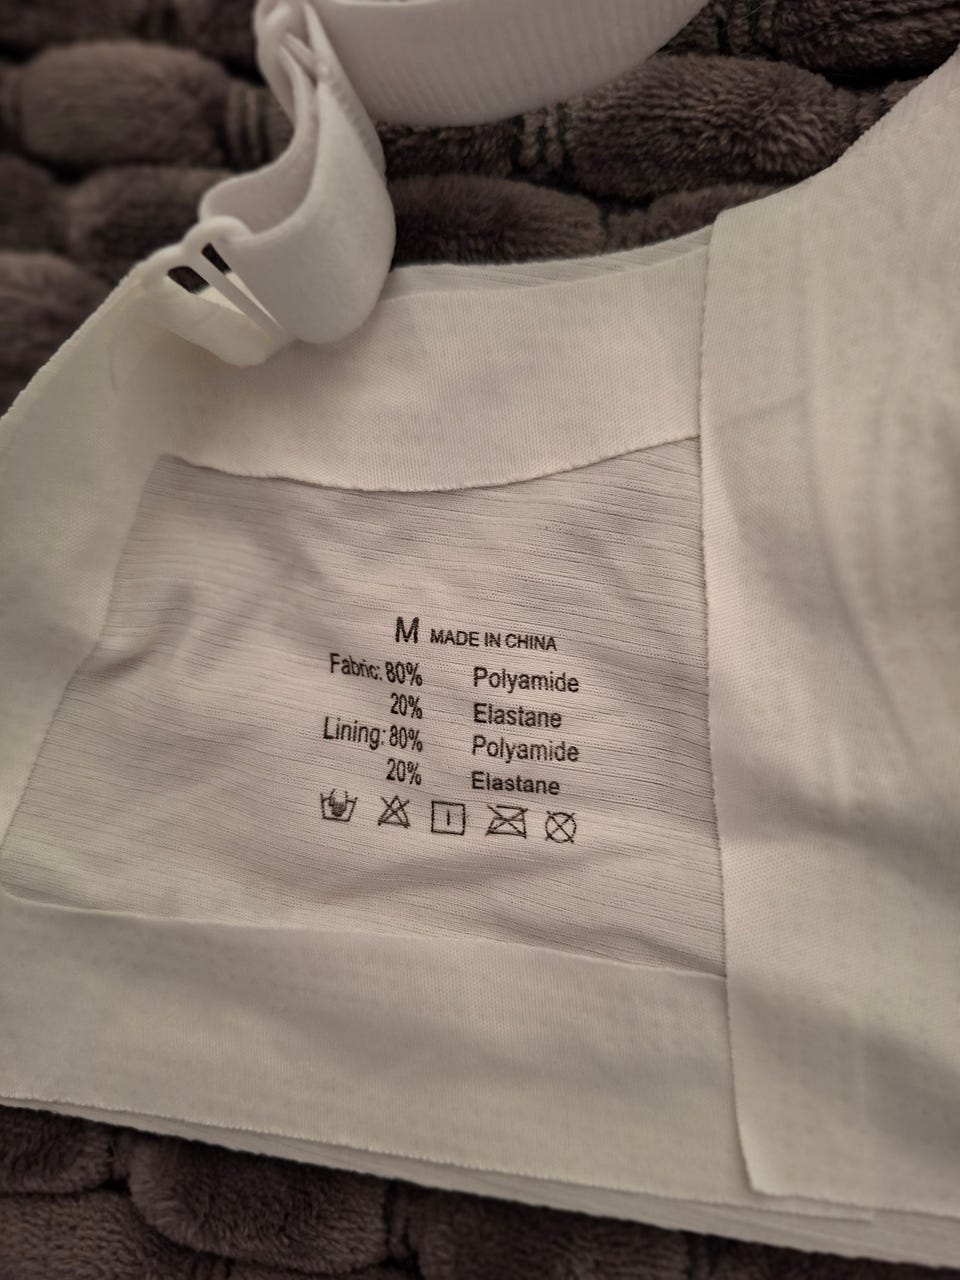 M MADE IN CHINA
Fabric: 80% Polyamide
20% Elastane
Lining: 80% Polyamide
20% Elastane